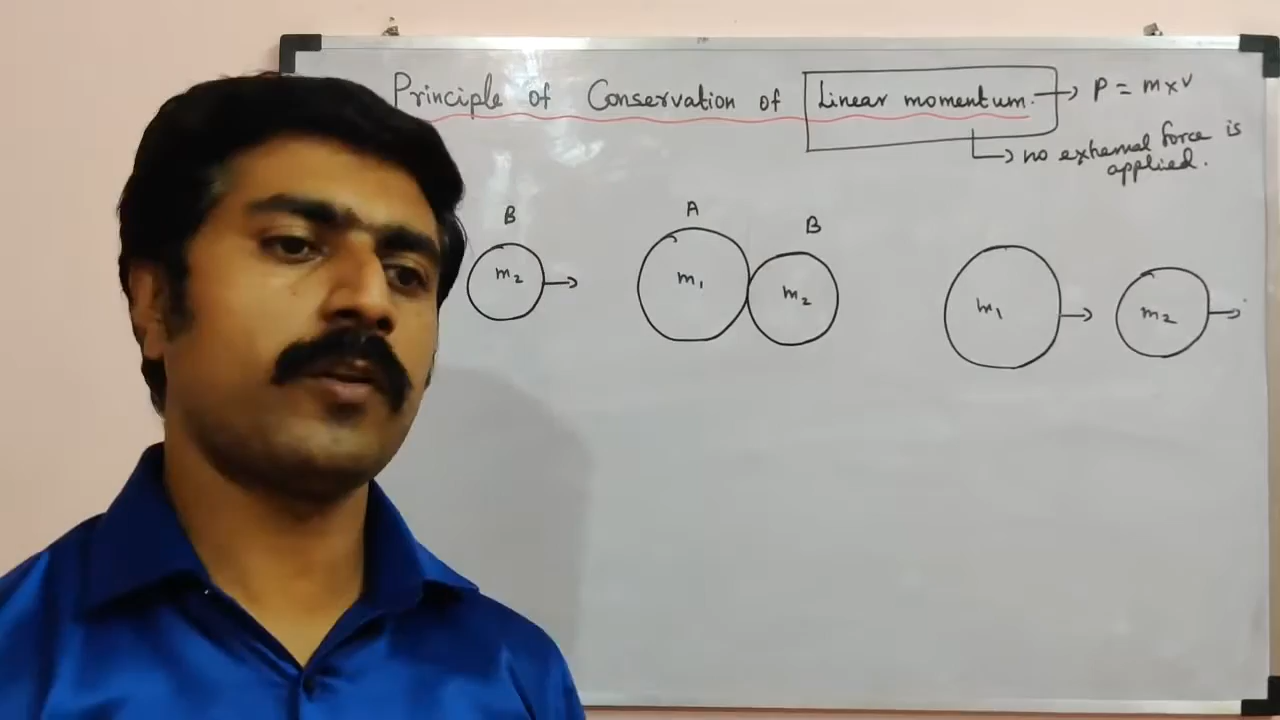 Principle of Conservation of Linear momentum. → P = m×v
→ no external force is
applied.
B
A
B
m₂ →
m₁
m₂
m₁ →
m₂ →